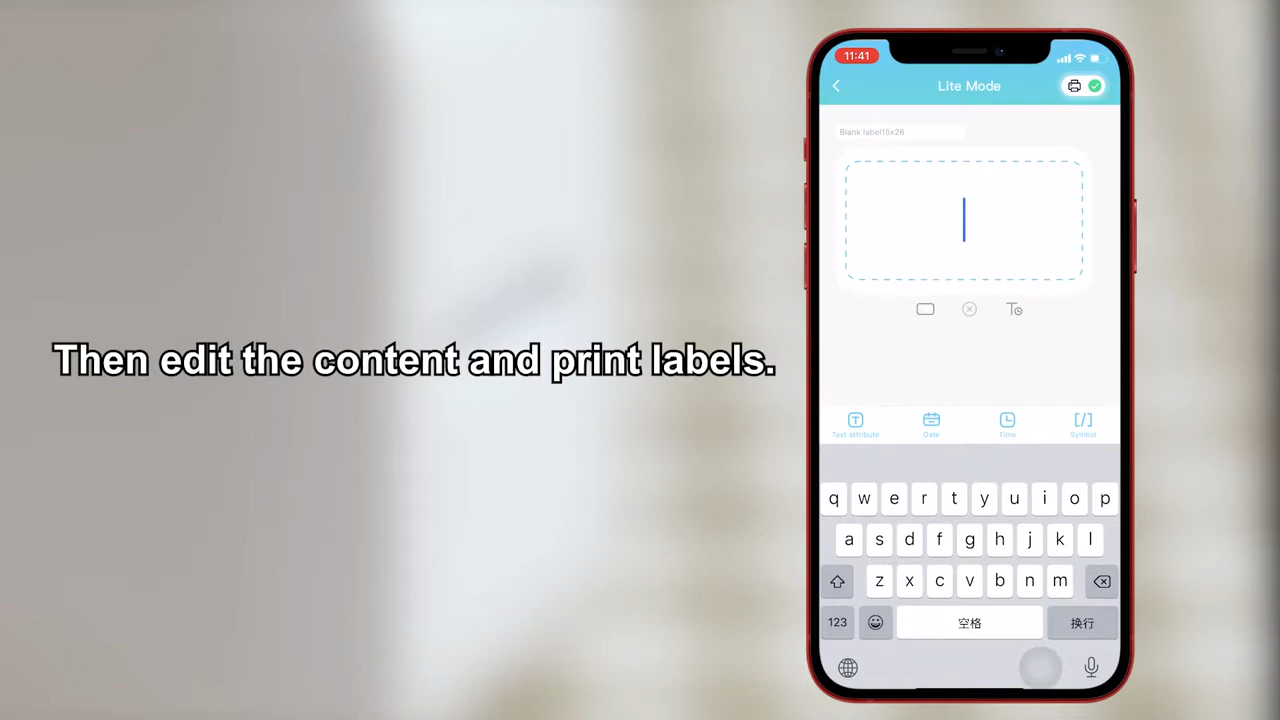 Then edit the content and print labels.
11:41
Lite Mode
Blank label15x26
Text attribute Date Time Symbol
q w e r t y u i o p
a s d f g h j k l
z x c v b n m
123 空格 换行